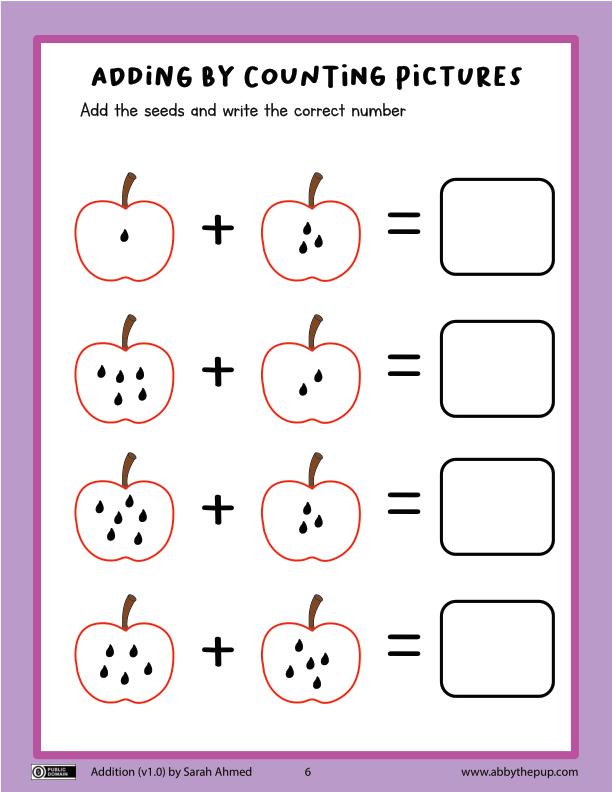 ADDING BY COUNTING PICTURES
Add the seeds and write the correct number
+ =
+ =
+ =
+ =
0 PUBLIC DOMAIN Addition (v1.0) by Sarah Ahmed 6 www.abbythepup.com